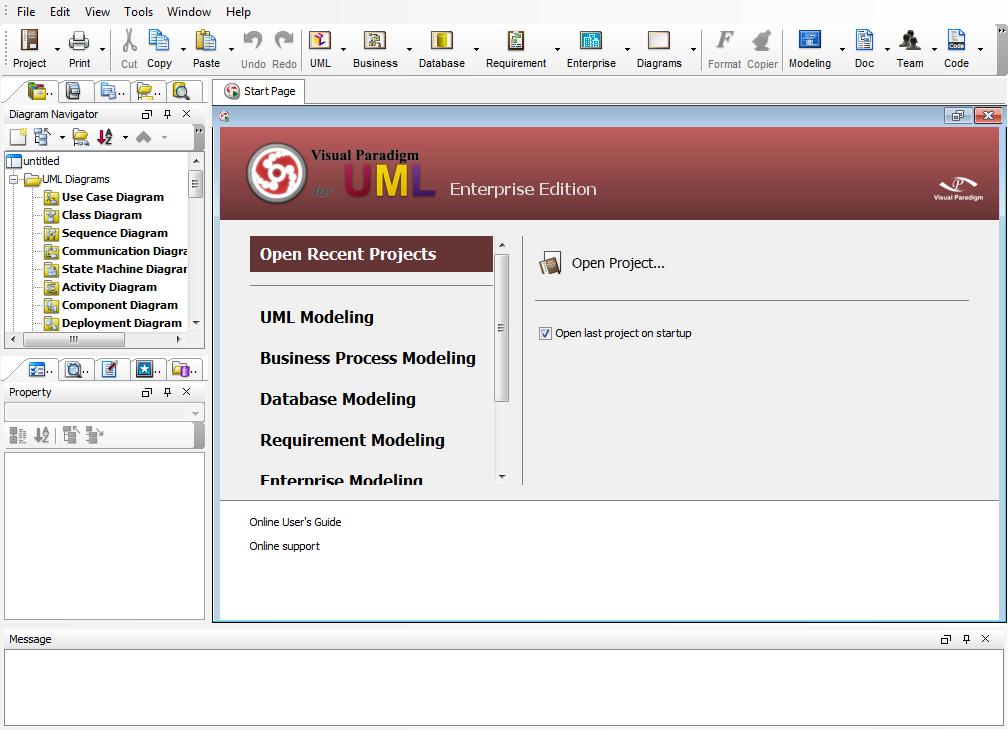 File Edit View Tools Window Help
Project Print Cut Copy Paste Undo Redo UML Business Database Requirement Enterprise Diagrams Format Copier Modeling Doc Team Code
Start Page
Diagram Navigator
untitled
UML Diagrams
Use Case Diagram
Class Diagram
Sequence Diagram
Communication Diagra
State Machine Diagrar
Activity Diagram
Component Diagram
Deployment Diagram
Property
Visual Paradigm
for UML Enterprise Edition
Visual Paradigm
Open Recent Projects
UML Modeling
Business Process Modeling
Database Modeling
Requirement Modeling
Enterprise Modeling
Open Project...
Open last project on startup
Online User's Guide
Online support
Message